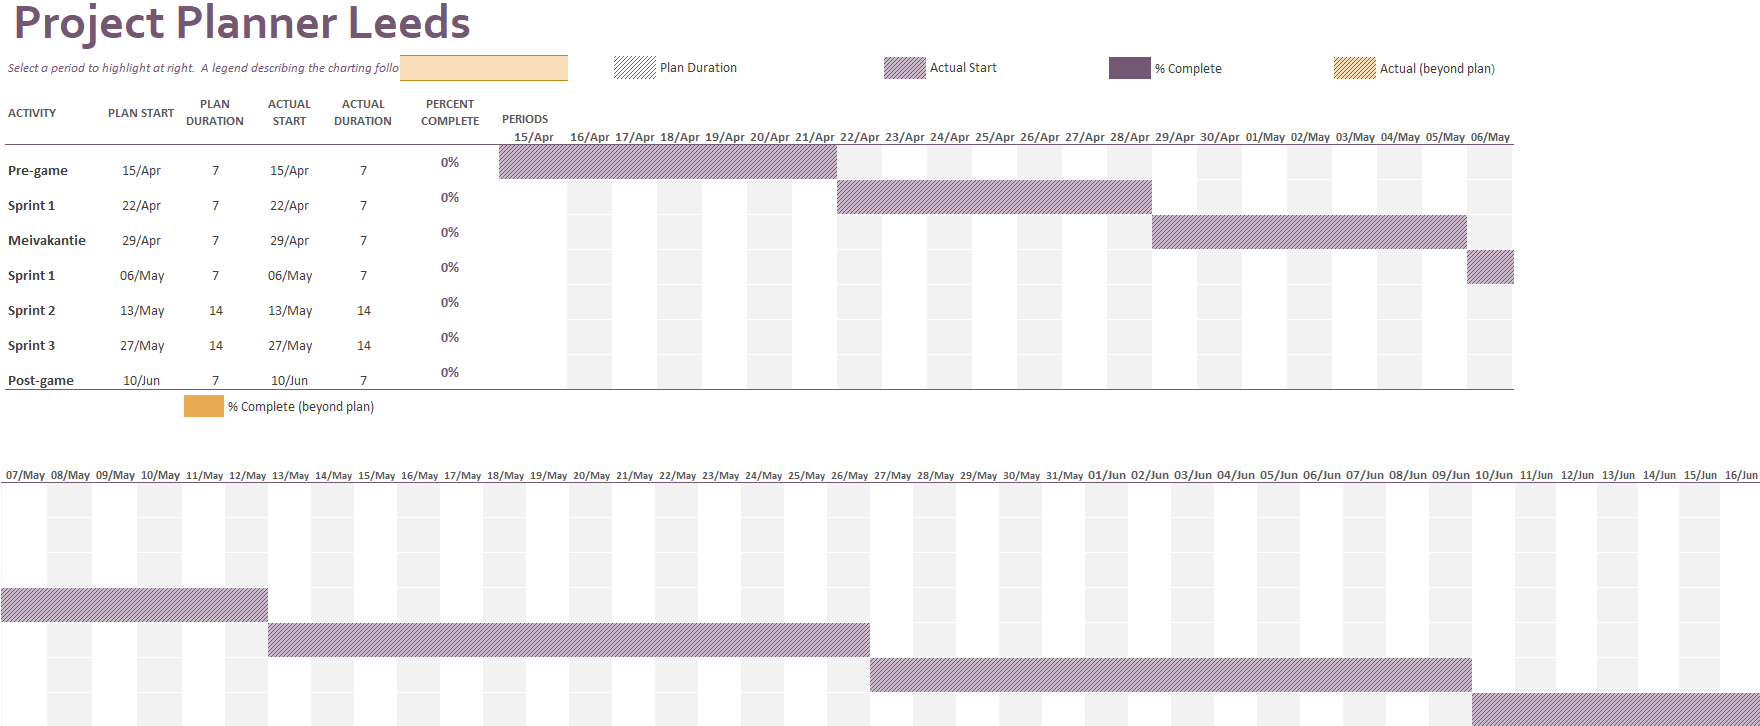 Project Planner Leeds
Select a period to highlight at right.  A legend describing the charting follo
Plan Duration
Actual Start
% Complete
Actual (beyond plan)
ACTIVITY PLAN START PLAN DURATION ACTUAL START ACTUAL DURATION PERCENT COMPLETE PERIODS
15/Apr 16/Apr 17/Apr 18/Apr 19/Apr 20/Apr 21/Apr 22/Apr 23/Apr 24/Apr 25/Apr 26/Apr 27/Apr 28/Apr 29/Apr 30/Apr 01/May 02/May 03/May 04/May 05/May 06/May
Pre-game 15/Apr 7 15/Apr 7 0%
Sprint 1 22/Apr 7 22/Apr 7 0%
Meivakantie 29/Apr 7 29/Apr 7 0%
Sprint 1 06/May 7 06/May 7 0%
Sprint 2 13/May 14 13/May 14 0%
Sprint 3 27/May 14 27/May 14 0%
Post-game 10/Jun 7 10/Jun 7 0%
% Complete (beyond plan)
07/May 08/May 09/May 10/May 11/May 12/May 13/May 14/May 15/May 16/May 17/May 18/May 19/May 20/May 21/May 22/May 23/May 24/May 25/May 26/May 27/May 28/May 29/May 30/May 31/May 01/Jun 02/Jun 03/Jun 04/Jun 05/Jun 06/Jun 07/Jun 08/Jun 09/Jun 10/Jun 11/Jun 12/Jun 13/Jun 14/Jun 15/Jun 16/Jun